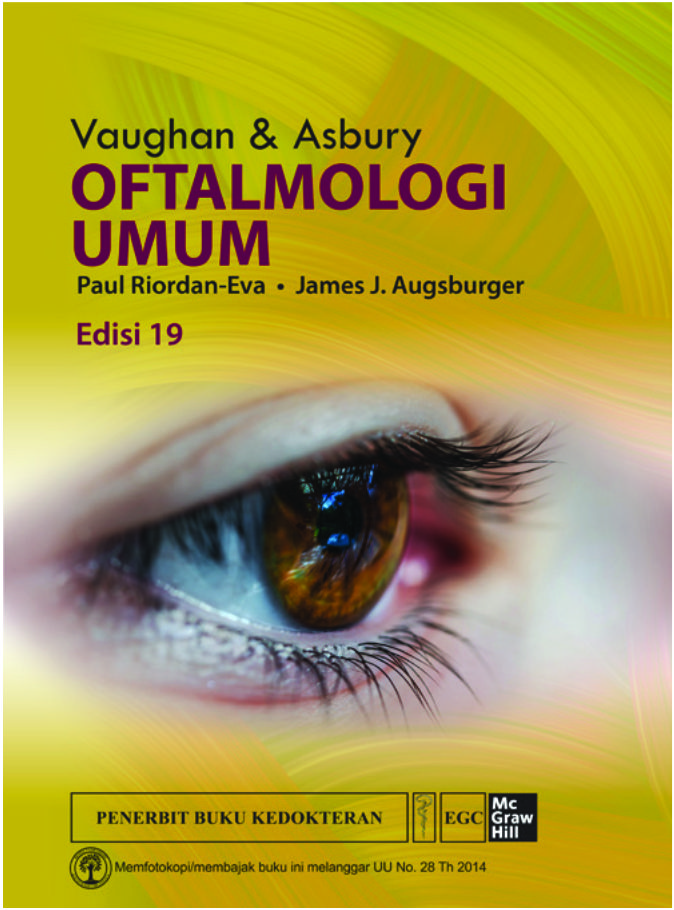 Vaughan & Asbury
OFTALMOLOGI
UMUM
Paul Riordan-Eva • James J. Augsburger
Edisi 19
PENERBIT BUKU KEDOKTERAN
EGC
Mc
Graw
Hill
Memfotokopi/membajak buku ini melanggar UU No. 28 Th 2014